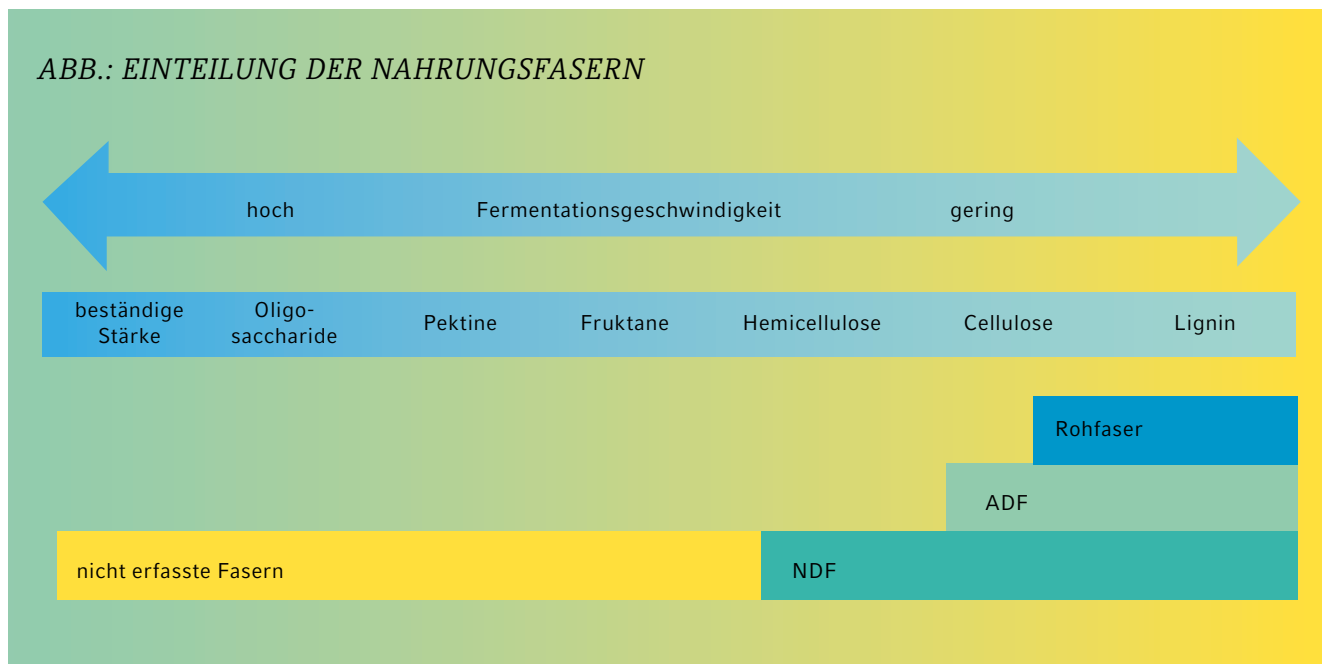 ABB.: EINTEILUNG DER NAHRUNGSFASERN
hoch Fermentationsgeschwindigkeit gering
beständige Stärke
Oligo-
saccharide
Pektine
Fruktane
Hemicellulose
Cellulose
Lignin
Rohfaser
ADF
nicht erfasste Fasern
NDF